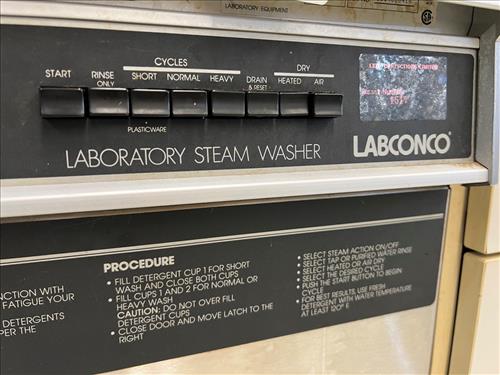 LABORATORY EQUIPMENT
CYCLES
DRY
START
RINSE
ONLY
SHORT
NORMAL
HEAVY
DRAIN
& RESET
HEATED
AIR
PLASTICWARE
LABORATORY STEAM WASHER
LABCONCO
PROCEDURE
• FILL DETERGENT CUP 1 FOR SHORT
WASH AND CLOSE BOTH CUPS
• FILL CUPS 1 AND 2 FOR NORMAL OR
HEAVY WASH
CAUTION: DO NOT OVER FILL
DETERGENT CUPS
• CLOSE DOOR AND MOVE LATCH TO THE
RIGHT
• SELECT STEAM ACTION ON/OFF
• SELECT TAP OR PURIFIED WATER RINSE
• SELECT HEATED OR AIR DRY
• SELECT THE DESIRED CYCLE
• PUSH THE START BUTTON TO BEGIN
CYCLE
• FOR BEST RESULTS, USE FRESH
DETERGENT WITH WATER TEMPERATURE
AT LEAST 120° F
NCTION WITH
FATIGUE YOUR
DETERGENTS
PER THE